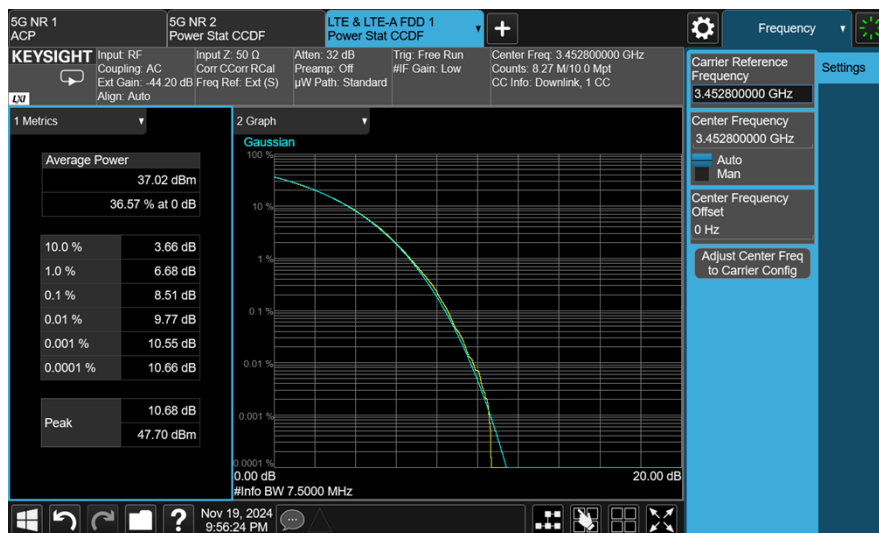 5G NR 1
ACP
5G NR 2
Power Stat CCDF
LTE & LTE-A FDD 1
Power Stat CCDF
Frequency
KEYSIGHT
LXI
Input: RF
Coupling: AC
Ext Gain: -44.20 dB
Align: Auto
Input Z: 50 Ω
Corr CCorr RCal
Freq Ref: Ext (S)
Atten: 32 dB
Preamp: Off
µW Path: Standard
Trig: Free Run
#IF Gain: Low
Center Freq: 3.452800000 GHz
Counts: 8.27 M/10.0 Mpt
CC Info: Downlink, 1 CC
1 Metrics
Average Power
37.02 dBm
36.57 % at 0 dB
10.0 % 3.66 dB
1.0 % 6.68 dB
0.1 % 8.51 dB
0.01 % 9.77 dB
0.001 % 10.55 dB
0.0001 % 10.66 dB
Peak
10.68 dB
47.70 dBm
2 Graph
Gaussian
100 %
10 %
1 %
0.1 %
0.01 %
0.001 %
0.0001 %
0.00 dB 20.00 dB
#Info BW 7.5000 MHz
Carrier Reference
Frequency
3.452800000 GHz
Center Frequency
3.452800000 GHz
Auto
Man
Center Frequency
Offset
0 Hz
Adjust Center Freq
to Carrier Config
Settings
?
Nov 19, 2024
9:56:24 PM